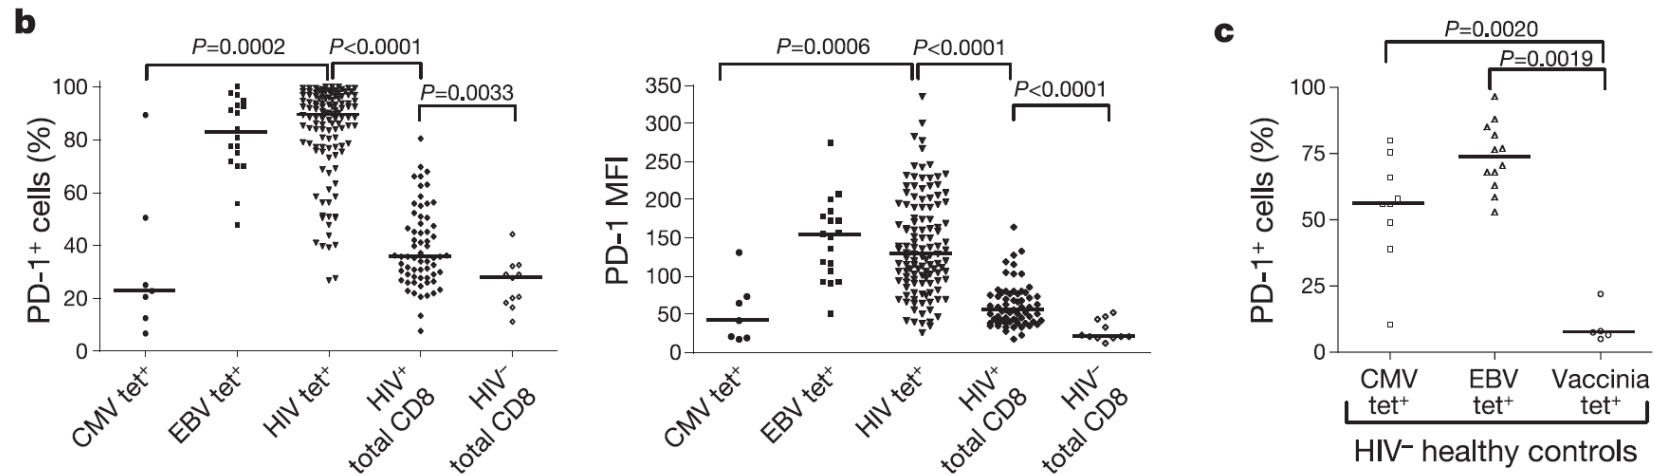 b
P=0.0002
P<0.0001
P=0.0033
PD-1⁺ cells (%)
100
80
60
40
20
0
CMV tet⁺
EBV tet⁺
HIV tet⁺
HIV⁺
total CD8
HIV⁻
total CD8
P=0.0006
P<0.0001
P<0.0001
PD-1 MFI
350
300
250
200
150
100
50
0
CMV tet⁺
EBV tet⁺
HIV tet⁺
HIV⁺
total CD8
HIV⁻
total CD8
c
P=0.0020
P=0.0019
PD-1⁺ cells (%)
100
75
50
25
0
CMV
tet⁺
EBV
tet⁺
Vaccinia
tet⁺
HIV⁻ healthy controls